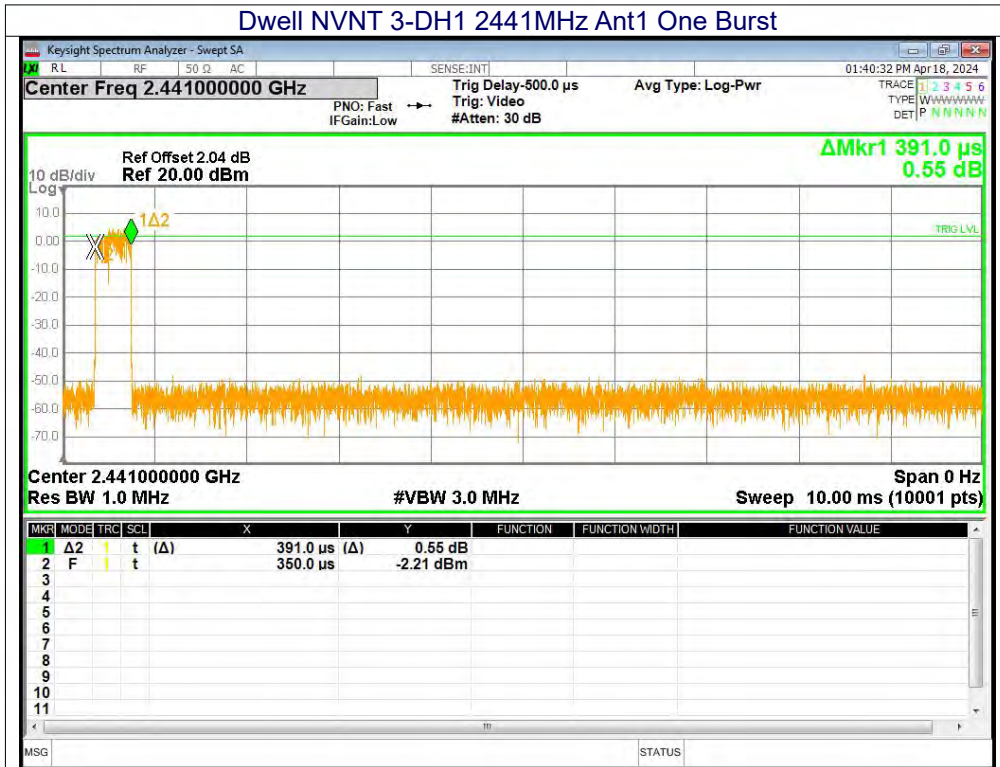 Dwell NVNT 3-DH1 2441MHz Ant1 One Burst
Keysight Spectrum Analyzer - Swept SA
LXI RL RF 50 Ω AC SENSE:INT 01:40:32 PM Apr 18, 2024
Center Freq 2.441000000 GHz
PNO: Fast
IFGain:Low
Trig Delay-500.0 µs
Trig: Video
#Atten: 30 dB
Avg Type: Log-Pwr
TRACE 1 2 3 4 5 6
TYPE WWWWWWW
DET P N N N N N
ΔMkr1 391.0 µs
0.55 dB
Ref Offset 2.04 dB
10 dB/div Ref 20.00 dBm
Log
10.0
0.00
-10.0
-20.0
-30.0
-40.0
-50.0
-60.0
-70.0
1Δ2
TRIG LVL
Center 2.441000000 GHz Span 0 Hz
Res BW 1.0 MHz #VBW 3.0 MHz Sweep 10.00 ms (10001 pts)
MKR MODE TRC SCL X Y FUNCTION FUNCTION WIDTH FUNCTION VALUE
1 Δ2 1 t (Δ) 391.0 µs (Δ) 0.55 dB
2 F 1 t 350.0 µs -2.21 dBm
3
4
5
6
7
8
9
10
11
MSG STATUS